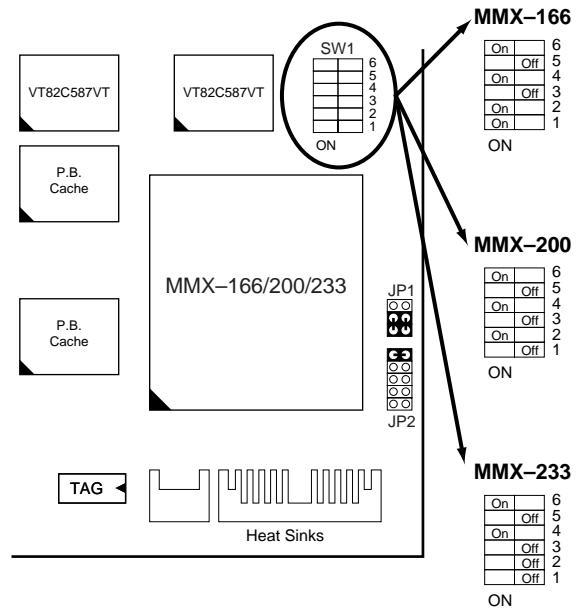 SW1
6
5
4
3
2
1
ON
VT82C587VT
VT82C587VT
P.B.
Cache
P.B.
Cache
MMX–166/200/233
JP1
JP2
TAG
Heat Sinks
MMX–166
On 6
Off 5
On 4
Off 3
On 2
On 1
ON
MMX–200
On 6
Off 5
On 4
Off 3
On 2
Off 1
ON
MMX–233
On 6
Off 5
On 4
Off 3
Off 2
Off 1
ON